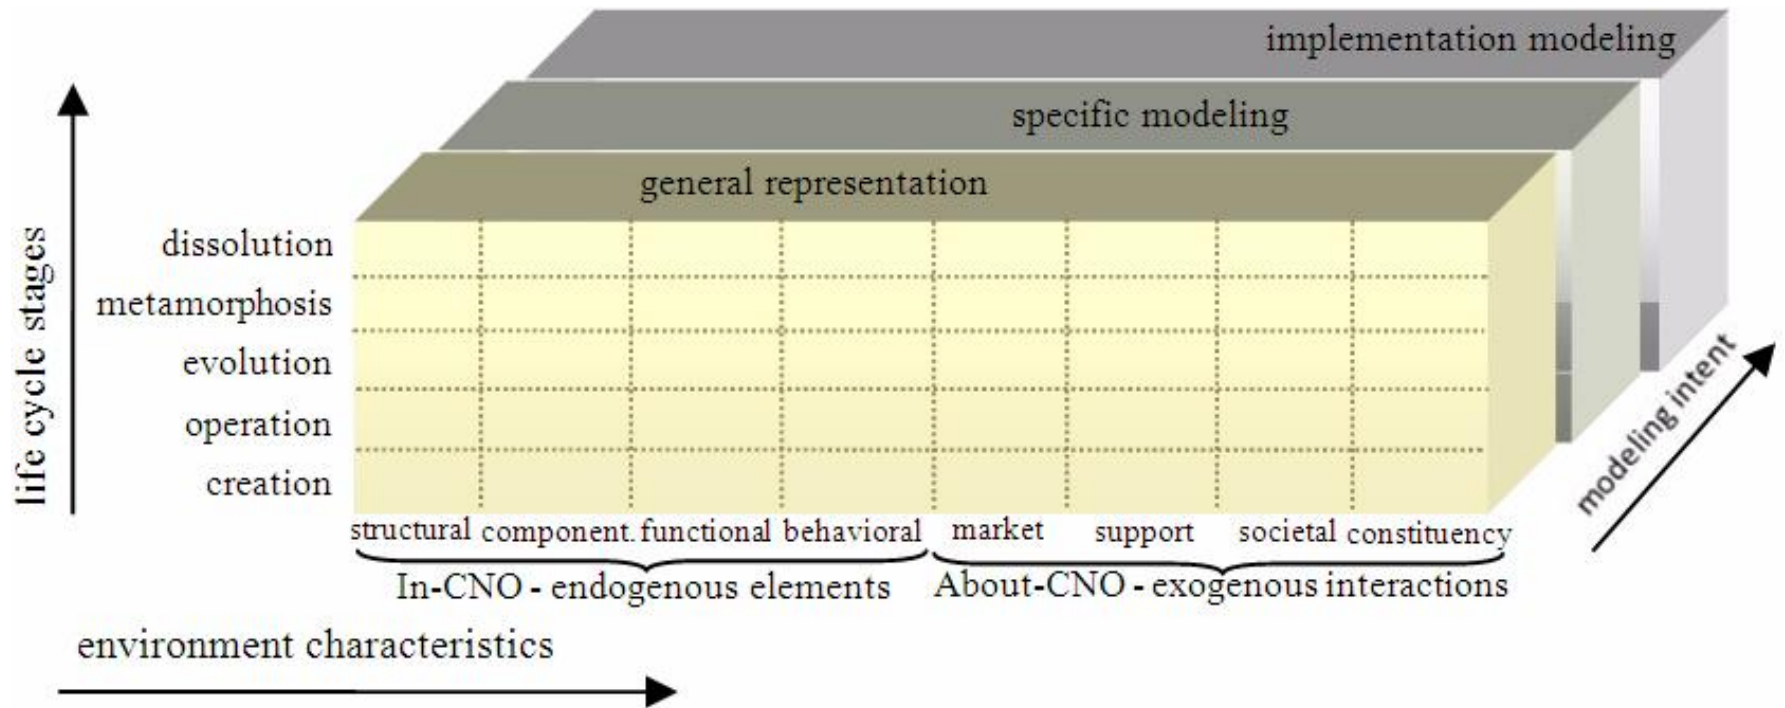 implementation modeling
specific modeling
general representation
life cycle stages
dissolution
metamorphosis
evolution
operation
creation
structural component. functional behavioral market support societal constituency
In-CNO - endogenous elements About-CNO - exogenous interactions
modeling intent
environment characteristics